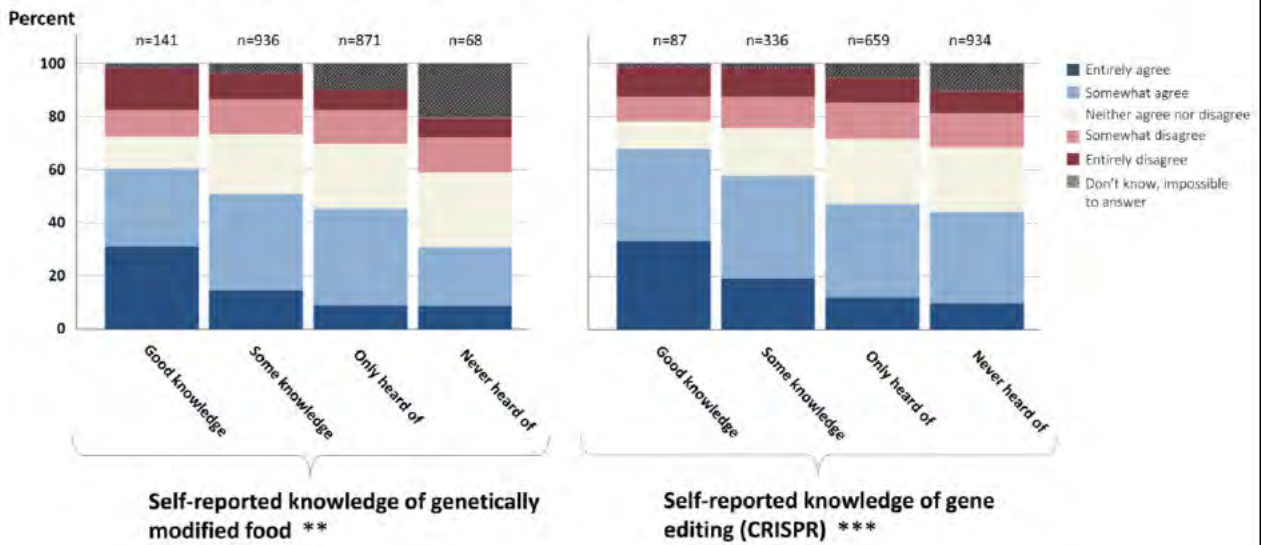 Percent
n=141
n=936
n=871
n=68
n=87
n=336
n=659
n=934
100
80
60
40
20
0
Entirely agree
Somewhat agree
Neither agree nor disagree
Somewhat disagree
Entirely disagree
Don't know, impossible
to answer
Good knowledge
Some knowledge
Only heard of
Never heard of
Good knowledge
Some knowledge
Only heard of
Never heard of
Self-reported knowledge of genetically
modified food **
Self-reported knowledge of gene
editing (CRISPR) ***